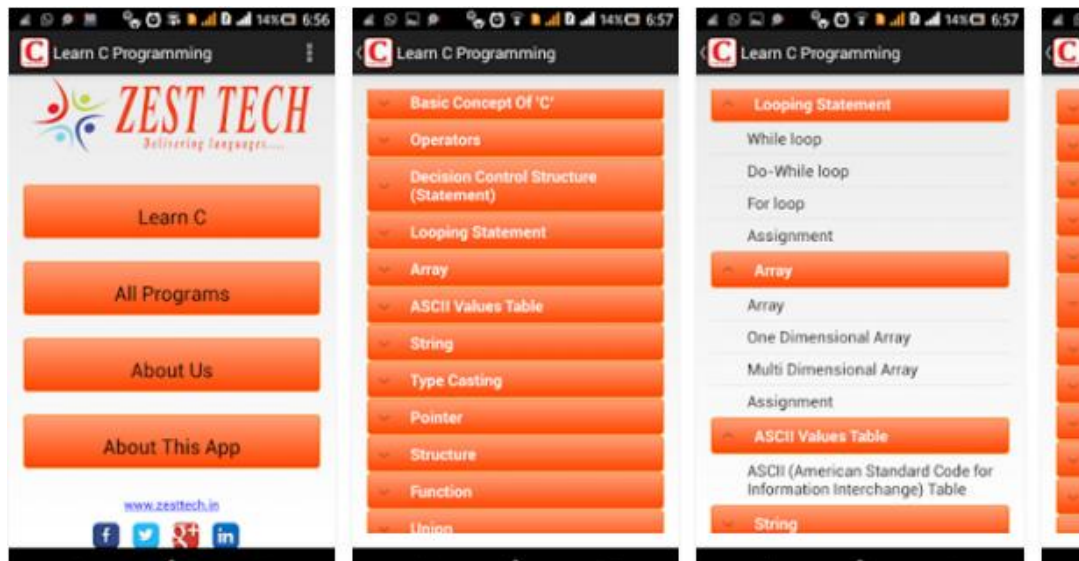 14% 6:56
C Learn C Programming
ZEST TECH
Delivering languages.....
Learn C
All Programs
About Us
About This App
www.zesttech.in
f g+ in
14% 6:57
C Learn C Programming
Basic Concept Of 'C'
Operators
Decision Control Structure
(Statement)
Looping Statement
Array
ASCII Values Table
String
Type Casting
Pointer
Structure
Function
Union
14% 6:57
C Learn C Programming
Looping Statement
While loop
Do-While loop
For loop
Assignment
Array
Array
One Dimensional Array
Multi Dimensional Array
Assignment
ASCII Values Table
ASCII (American Standard Code for
Information Interchange) Table
String
C